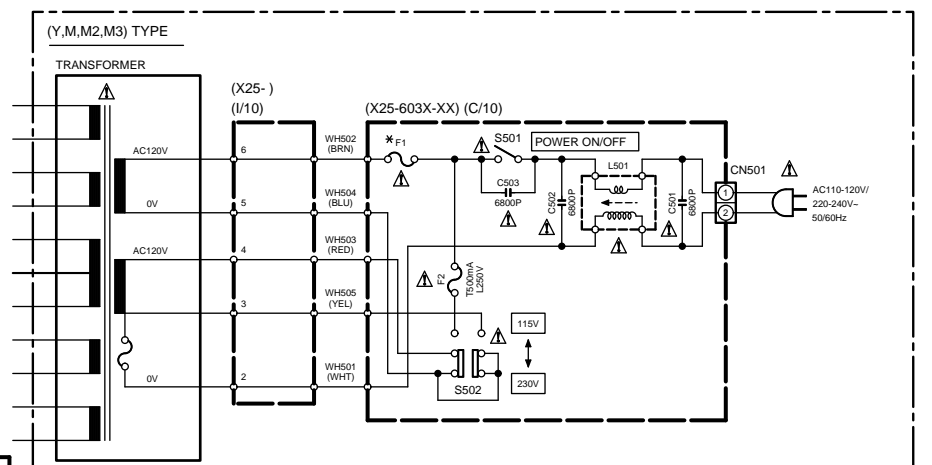 (Y,M,M2,M3) TYPE
TRANSFORMER
(X25- )
(I/10)
(X25-603X-XX) (C/10)
AC120V
6
WH502
(BRN)
* F1
S501
POWER ON/OFF
C503
6800P
C502
6800P
L501
C501
6800P
CN501
1
2
AC110-120V/
220-240V~
50/60Hz
0V
5
WH504
(BLU)
AC120V
4
WH503
(RED)
F2
T500mA
L250V
3
WH505
(YEL)
115V
230V
S502
0V
2
WH501
(WHT)